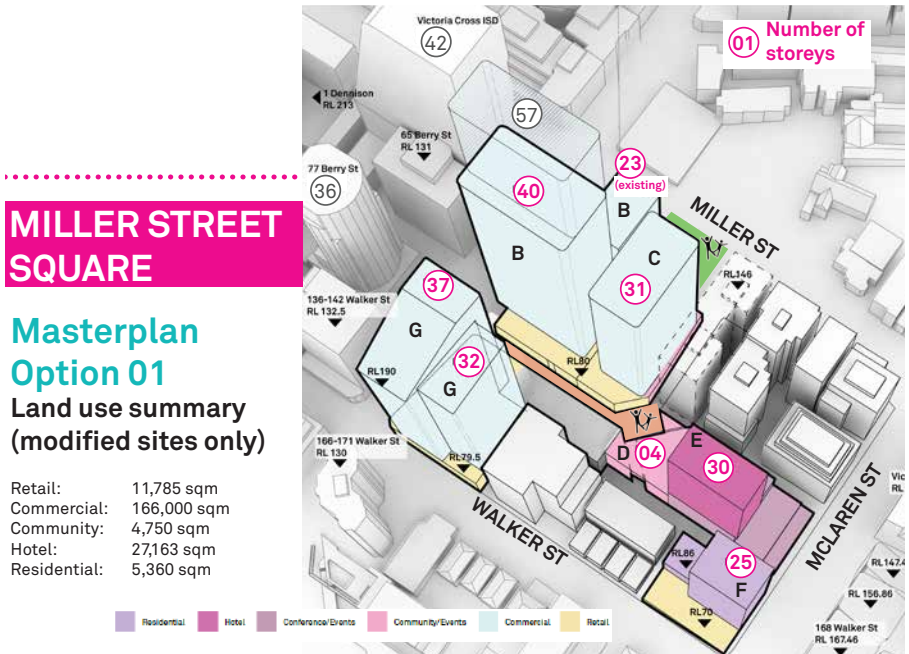 Victoria Cross ISD
42
01
Number of
storeys
1 Dennison
RL 213
57
65 Berry St
RL 131
77 Berry St
36
23
(existing)
40
MILLER STREET
SQUARE
B
MILLER ST
B
C
RL146
31
37
136-142 Walker St
RL 132.5
Masterplan
Option 01
Land use summary
(modified sites only)
G
32
RL80
RL190
G
166-171 Walker St
RL 130
RL79.5
D
04
E
30
Retail: 11,785 sqm
Commercial: 166,000 sqm
Community: 4,750 sqm
Hotel: 27,163 sqm
Residential: 5,360 sqm
WALKER ST
MCLAREN ST
Vic
RL
RL86
25
F
RL147.4
RL 156.86
RL70
168 Walker St
RL 167.46
Residential
Hotel
Conference/Events
Community/Events
Commercial
Retail